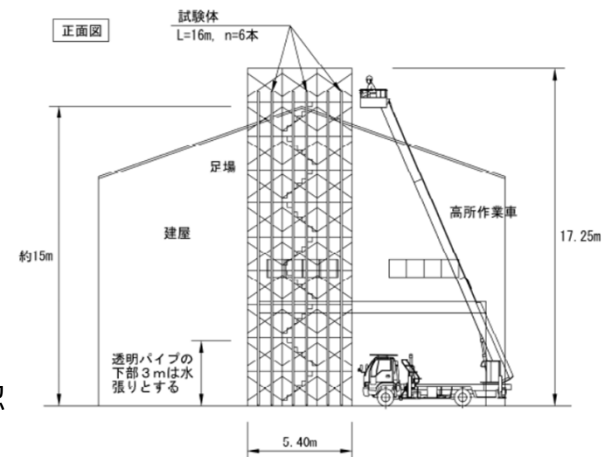 正面図
試験体
L=16m, n=6本
足場
高所作業車
建屋
約15m
17.25m
透明パイプの
下部3mは水
張りとする
5.40m